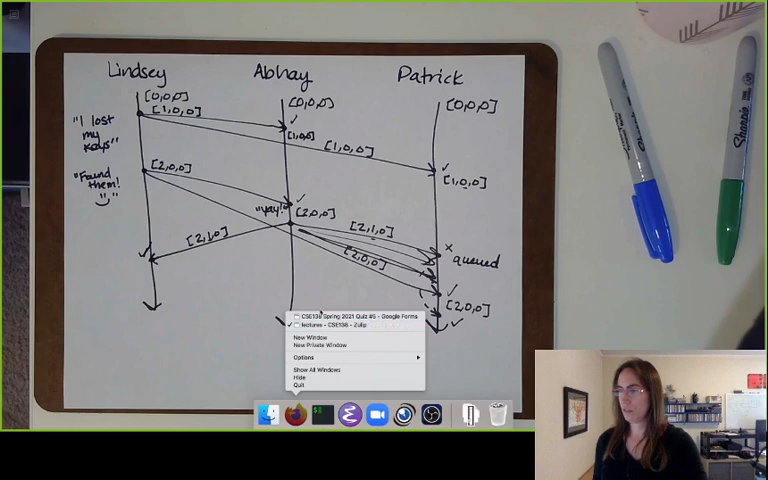 Lindsey
Abhay
Patrick
[0,0,0]
[0,0,0]
[0,0,0]
[1,0,0]
[1,0,0]
[1,0,0]
[1,0,0]
"I lost
my
keys"
"Found
them!
[2,0,0]
"yay!"
[2,0,0]
[2,1,0]
[2,1,0]
[2,0,0]
queued
[2,0,0]
CSE138 Spring 2021 Quiz #5 - Google Forms
lectures - CSE138 - Zulip
New Window
New Private Window
Options
Show All Windows
Hide
Quit
Sharpie